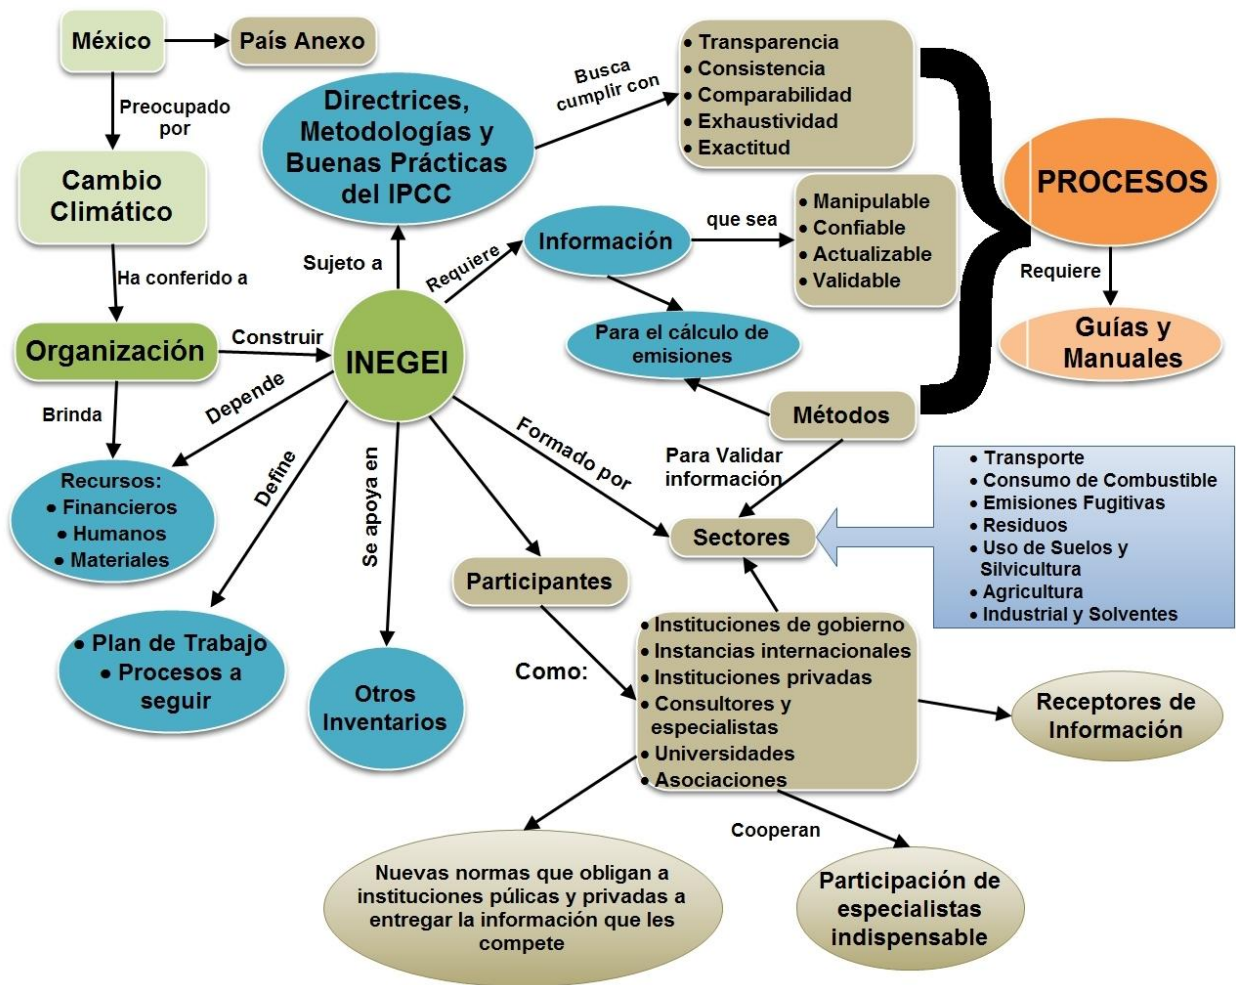 México
País Anexo
Preocupado
por
Cambio
Climático
Ha conferido a
Organización
Construir
INEGEI
Brinda
Depende
Recursos:
● Financieros
● Humanos
● Materiales
Define
● Plan de Trabajo
● Procesos a
seguir
Se apoya en
Otros
Inventarios
Sujeto a
Directrices,
Metodologías y
Buenas Prácticas
del IPCC
Busca
cumplir con
● Transparencia
● Consistencia
● Comparabilidad
● Exhaustividad
● Exactitud
Requiere
Información
que sea
● Manipulable
● Confiable
● Actualizable
● Validable
Para el cálculo de
emisiones
Métodos
PROCESOS
Requiere
Guías y
Manuales
Para Validar
información
Formado por
Sectores
● Transporte
● Consumo de Combustible
● Emisiones Fugitivas
● Residuos
● Uso de Suelos y
Silvicultura
● Agricultura
● Industrial y Solventes
Participantes
Como:
● Instituciones de gobierno
● Instancias internacionales
● Instituciones privadas
● Consultores y
especialistas
● Universidades
● Asociaciones
Receptores de
Información
Cooperan
Participación de
especialistas
indispensable
Nuevas normas que obligan a
instituciones púlicas y privadas a
entregar la información que les
compete